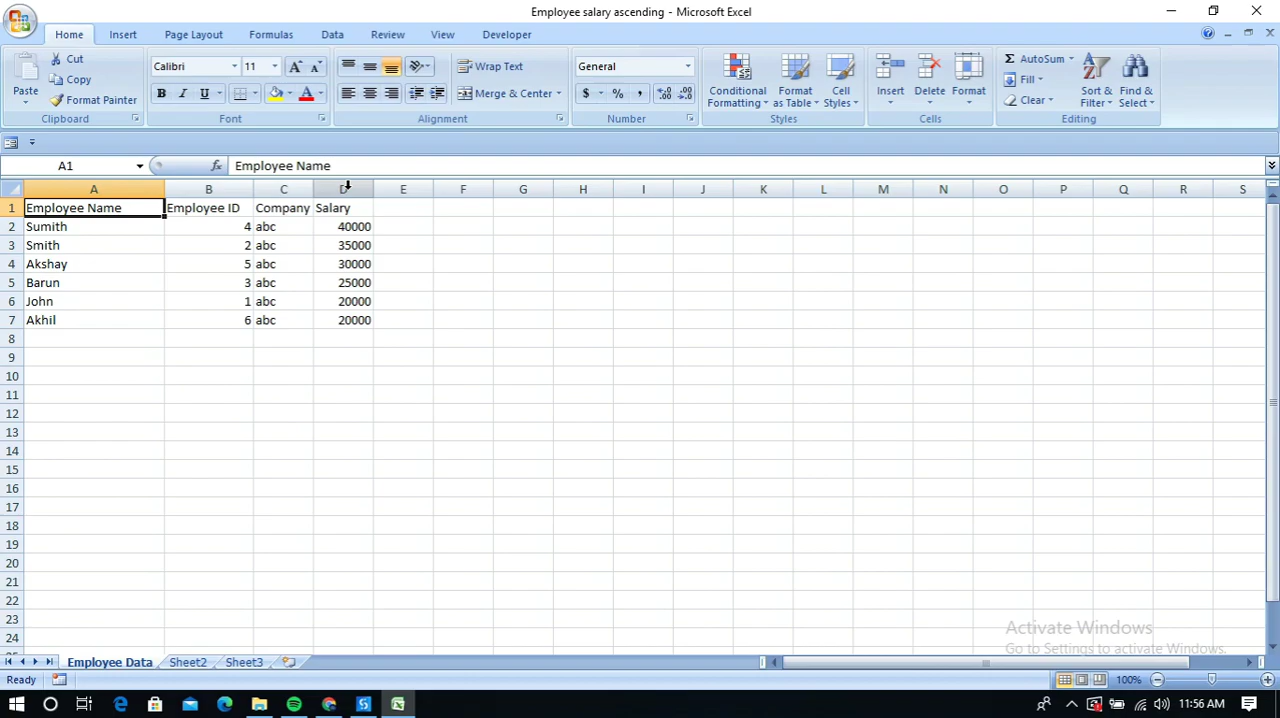 Employee salary ascending - Microsoft Excel
Home Insert Page Layout Formulas Data Review View Developer
Paste
Cut
Copy
Format Painter
Clipboard
Calibri 11
B I U
Font
Wrap Text
Merge & Center
Alignment
General
$ % ,
Number
Conditional Formatting
Format as Table
Cell Styles
Styles
Insert Delete Format
Cells
Σ AutoSum
Fill
Clear
Sort & Filter
Find & Select
Editing
A1 fx Employee Name
A B C D E F G H I J K L M N O P Q R S
1 Employee Name Employee ID Company Salary
2 Sumith 4 abc 40000
3 Smith 2 abc 35000
4 Akshay 5 abc 30000
5 Barun 3 abc 25000
6 John 1 abc 20000
7 Akhil 6 abc 20000
8
9
10
11
12
13
14
15
16
17
18
19
20
21
22
23
24
Activate Windows
Go to Settings to activate Windows.
Employee Data Sheet2 Sheet3
Ready 100%
11:56 AM